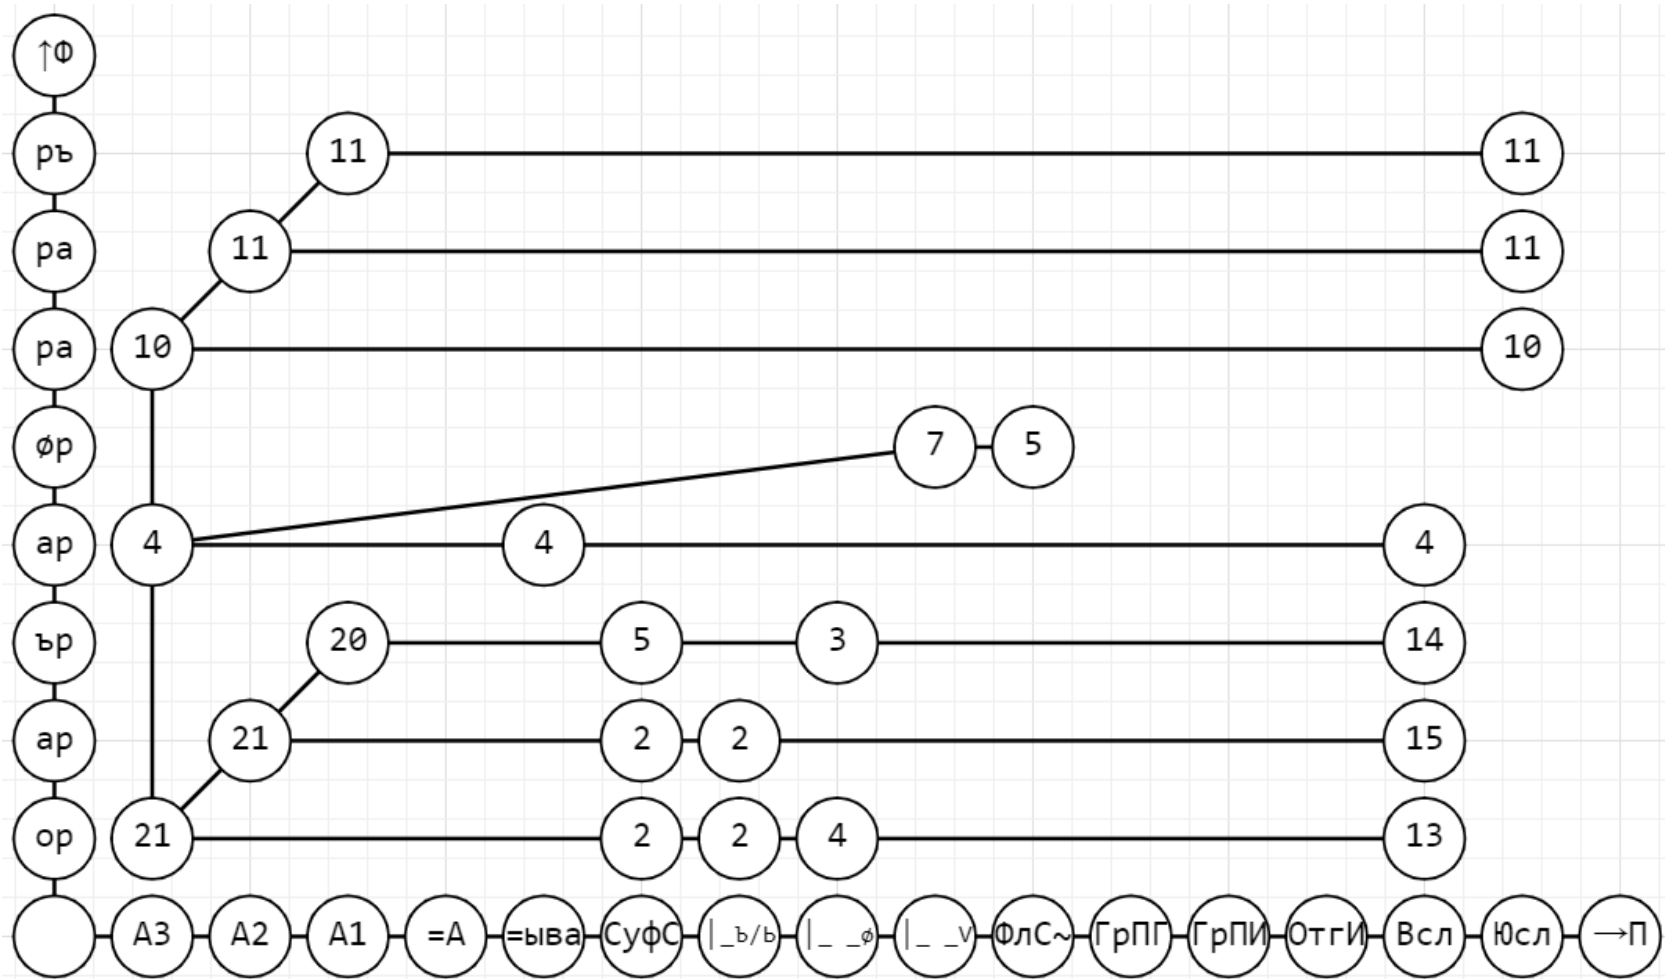 ↑Ф
ръ 11 11
ра 11 11
ра 10 10
øр 7 5
ар 4 4 4
ър 20 5 3 14
ар 21 2 2 15
ор 21 2 2 4 13
А3 А2 А1 =А =ыва СуфС |_Ъ/Ь |_ _ø |_ _V ФлС~ ГрПГ ГрПИ ОтгИ Всл Юсл →П